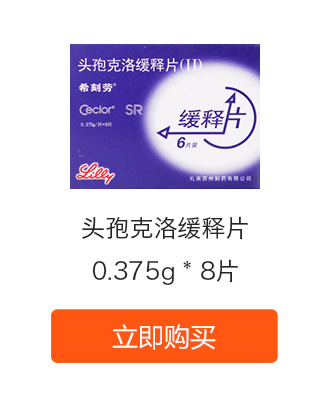 头孢克洛缓释片(II)
希刻劳®
Ceclor® SR
0.375g/片×8片
缓释片
6片装
Lilly
礼来苏州制药有限公司
头孢克洛缓释片
0.375g * 8片
立即购买